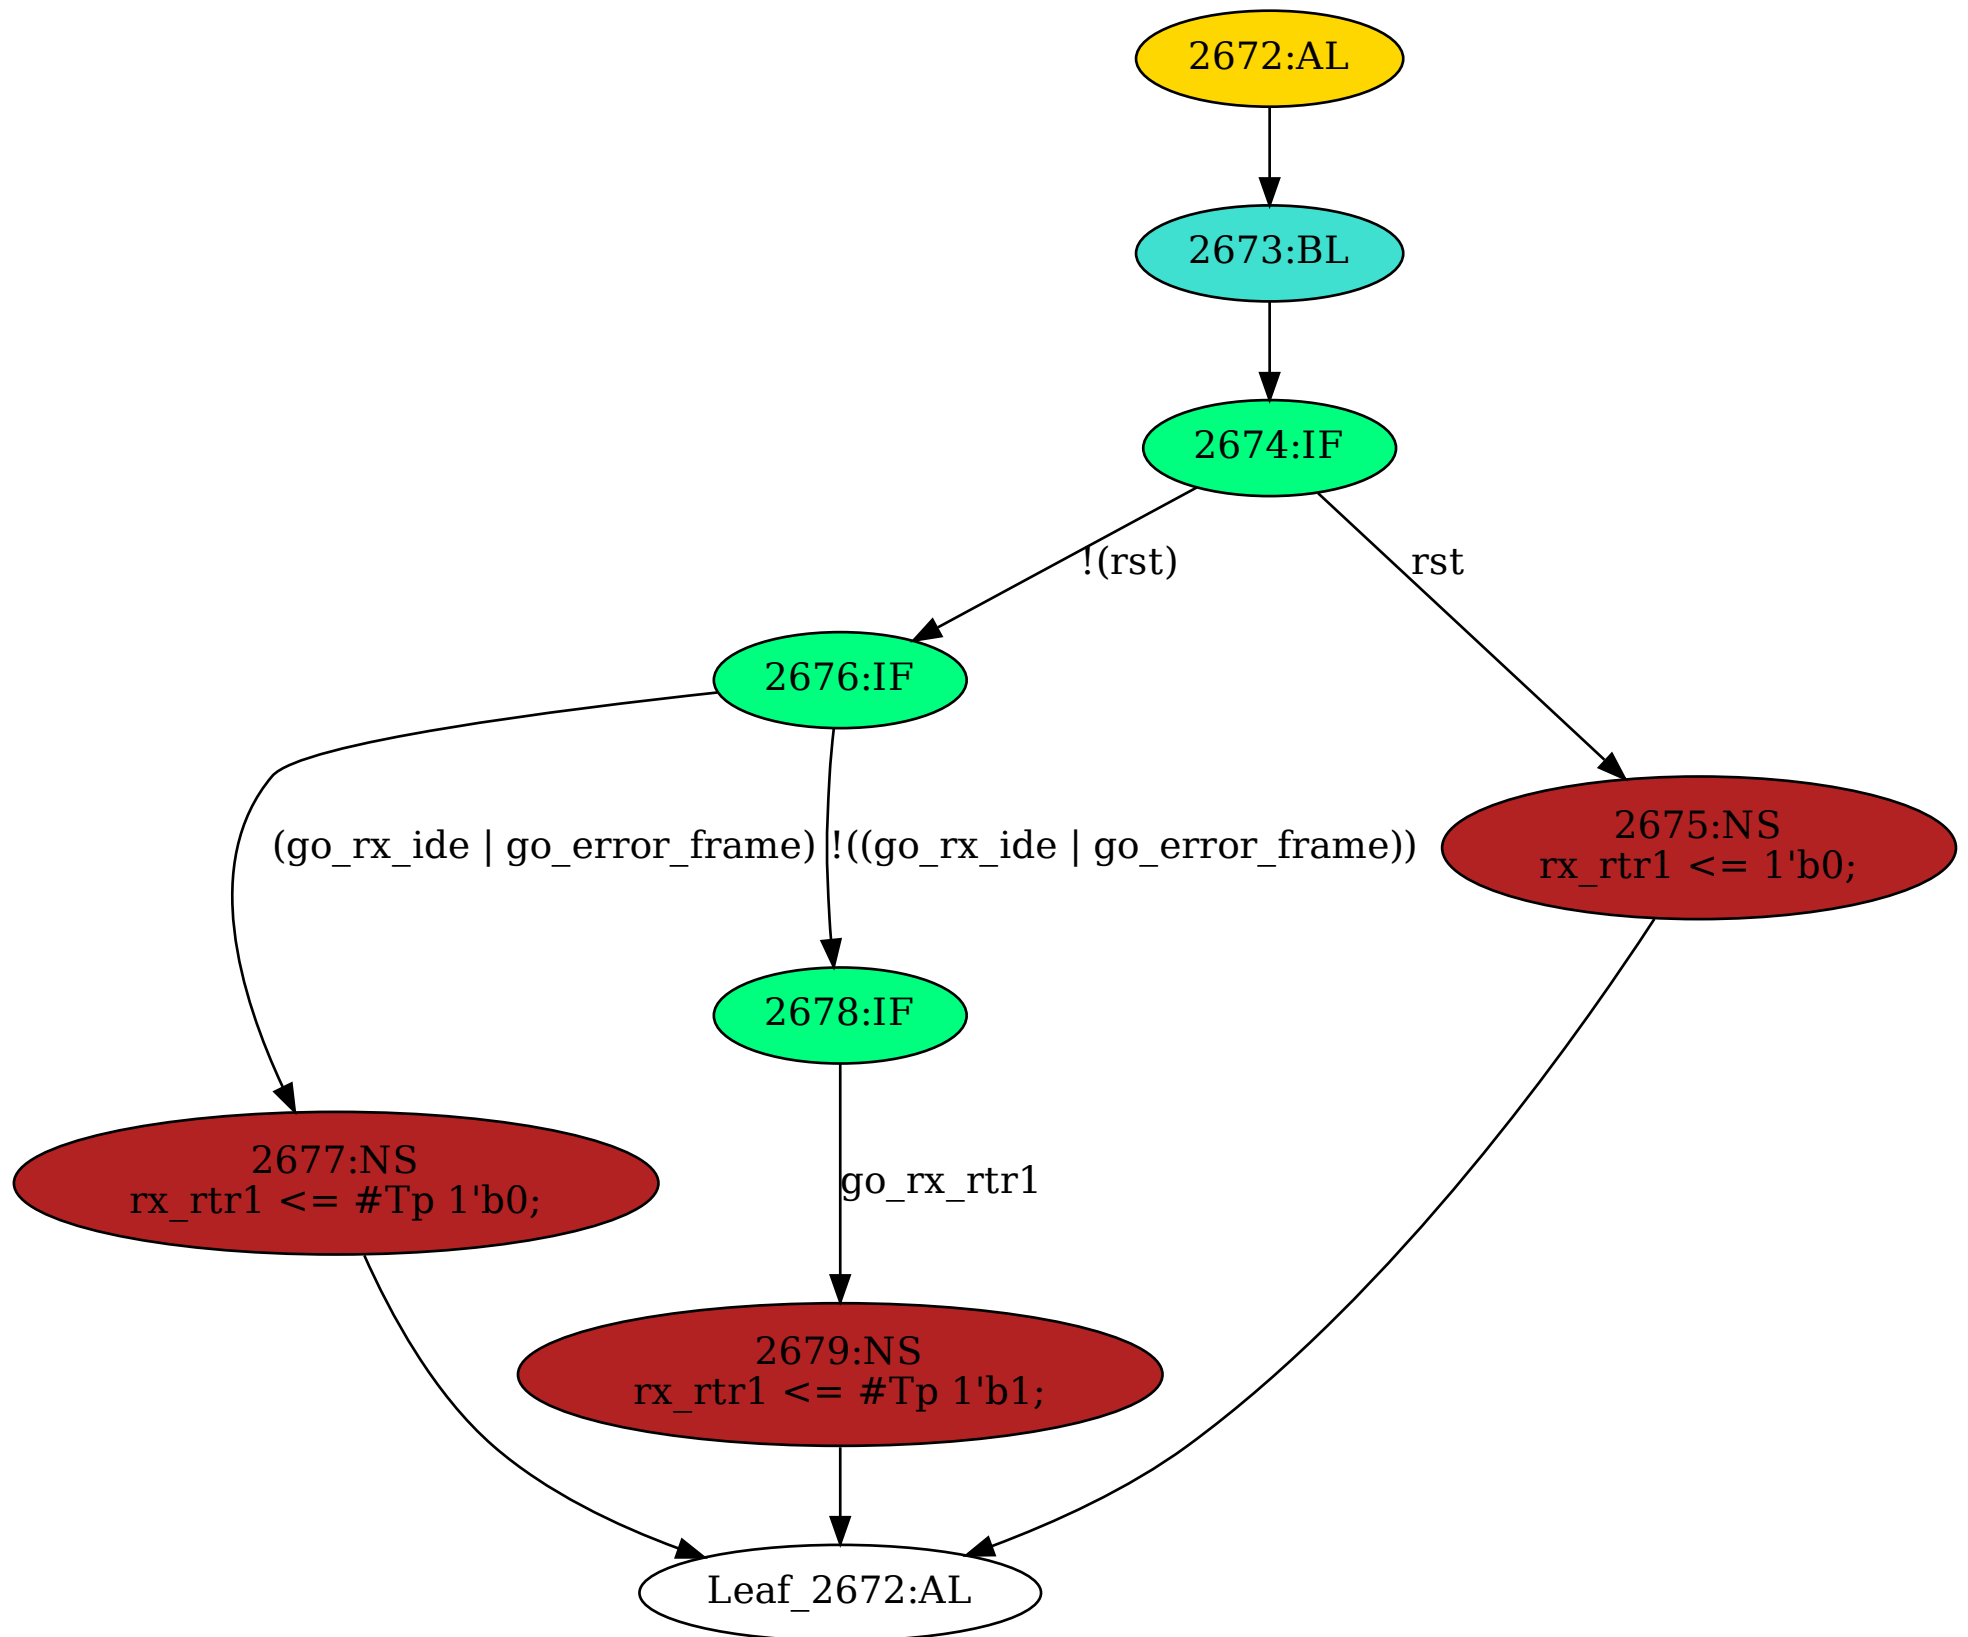 2672:AL
2673:BL
2674:IF
!(rst)
rst
2676:IF
(go_rx_ide | go_error_frame)
!((go_rx_ide | go_error_frame))
2675:NS
rx_rtr1 <= 1'b0;
2678:IF
2677:NS
rx_rtr1 <= #Tp 1'b0;
go_rx_rtr1
2679:NS
rx_rtr1 <= #Tp 1'b1;
Leaf_2672:AL